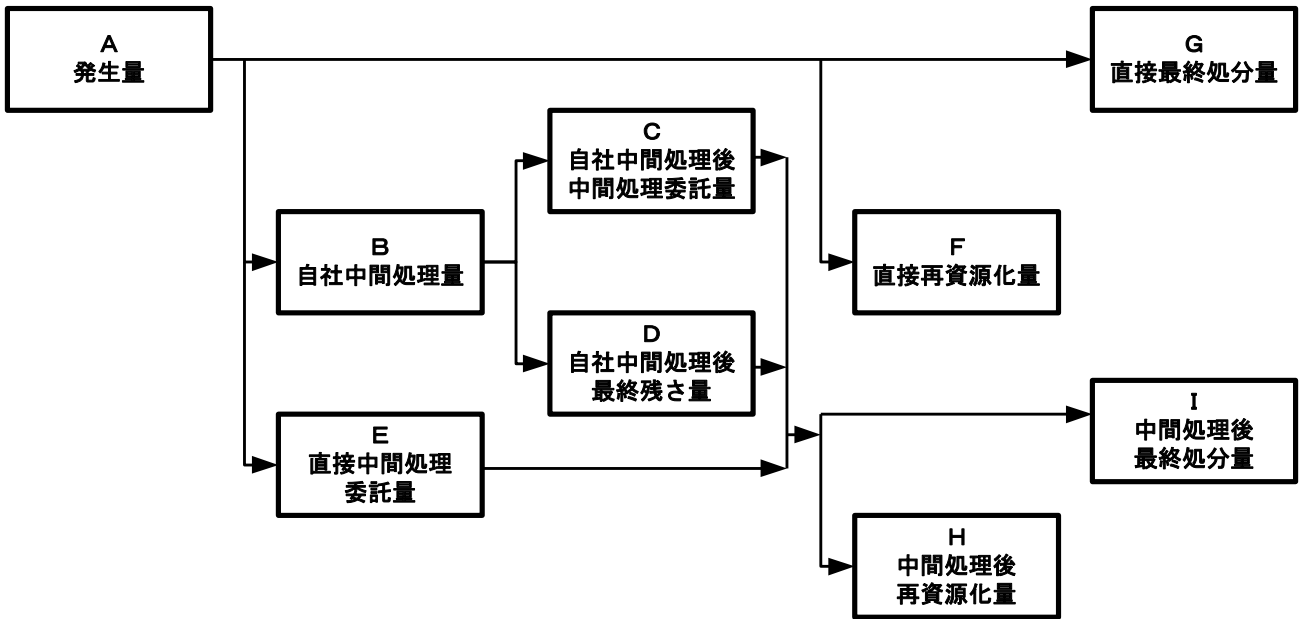 A
発生量
G
直接最終処分量
C
自社中間処理後
中間処理委託量
B
自社中間処理量
F
直接再資源化量
D
自社中間処理後
最終残さ量
E
直接中間処理
委託量
I
中間処理後
最終処分量
H
中間処理後
再資源化量